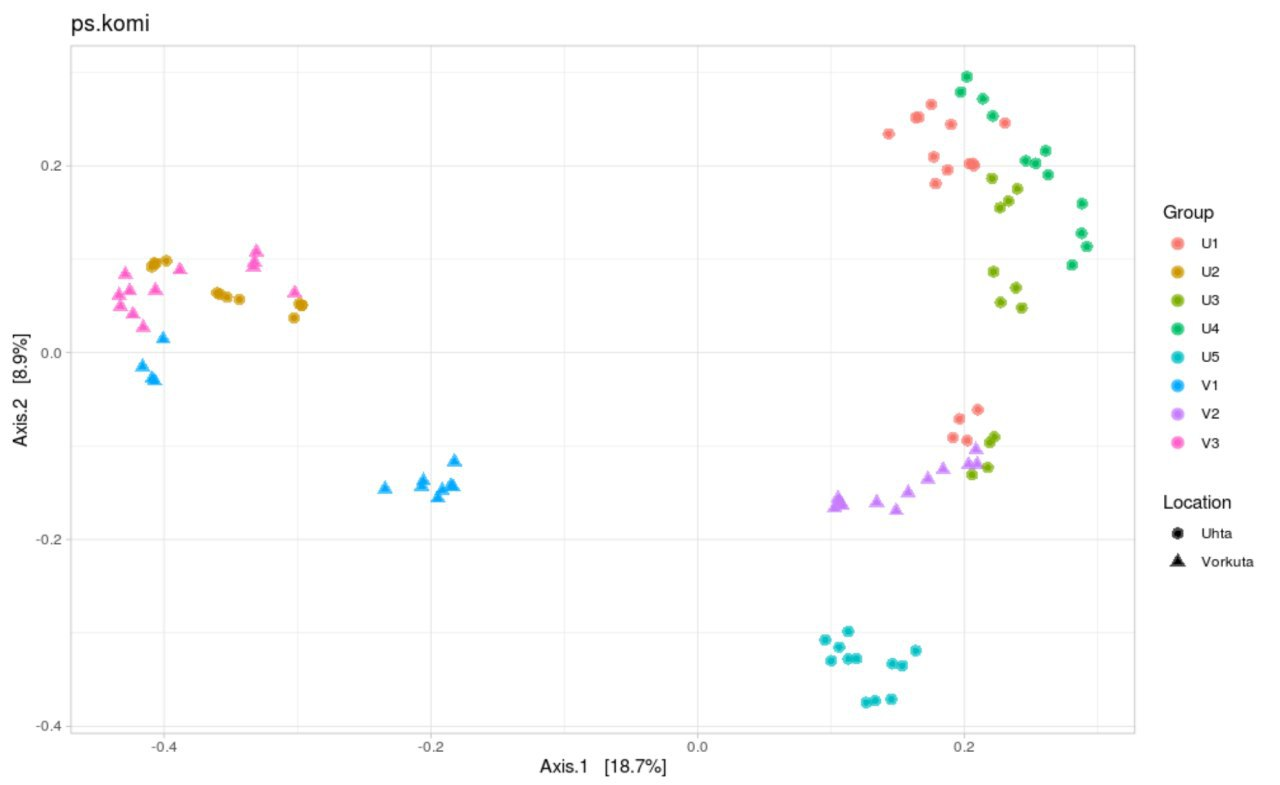 ps.komi
0.2
0.0
-0.2
-0.4
Axis.2 [8.9%]
-0.4
-0.2
0.0
0.2
Axis.1 [18.7%]
Group
U1
U2
U3
U4
U5
V1
V2
V3
Location
Uhta
Vorkuta